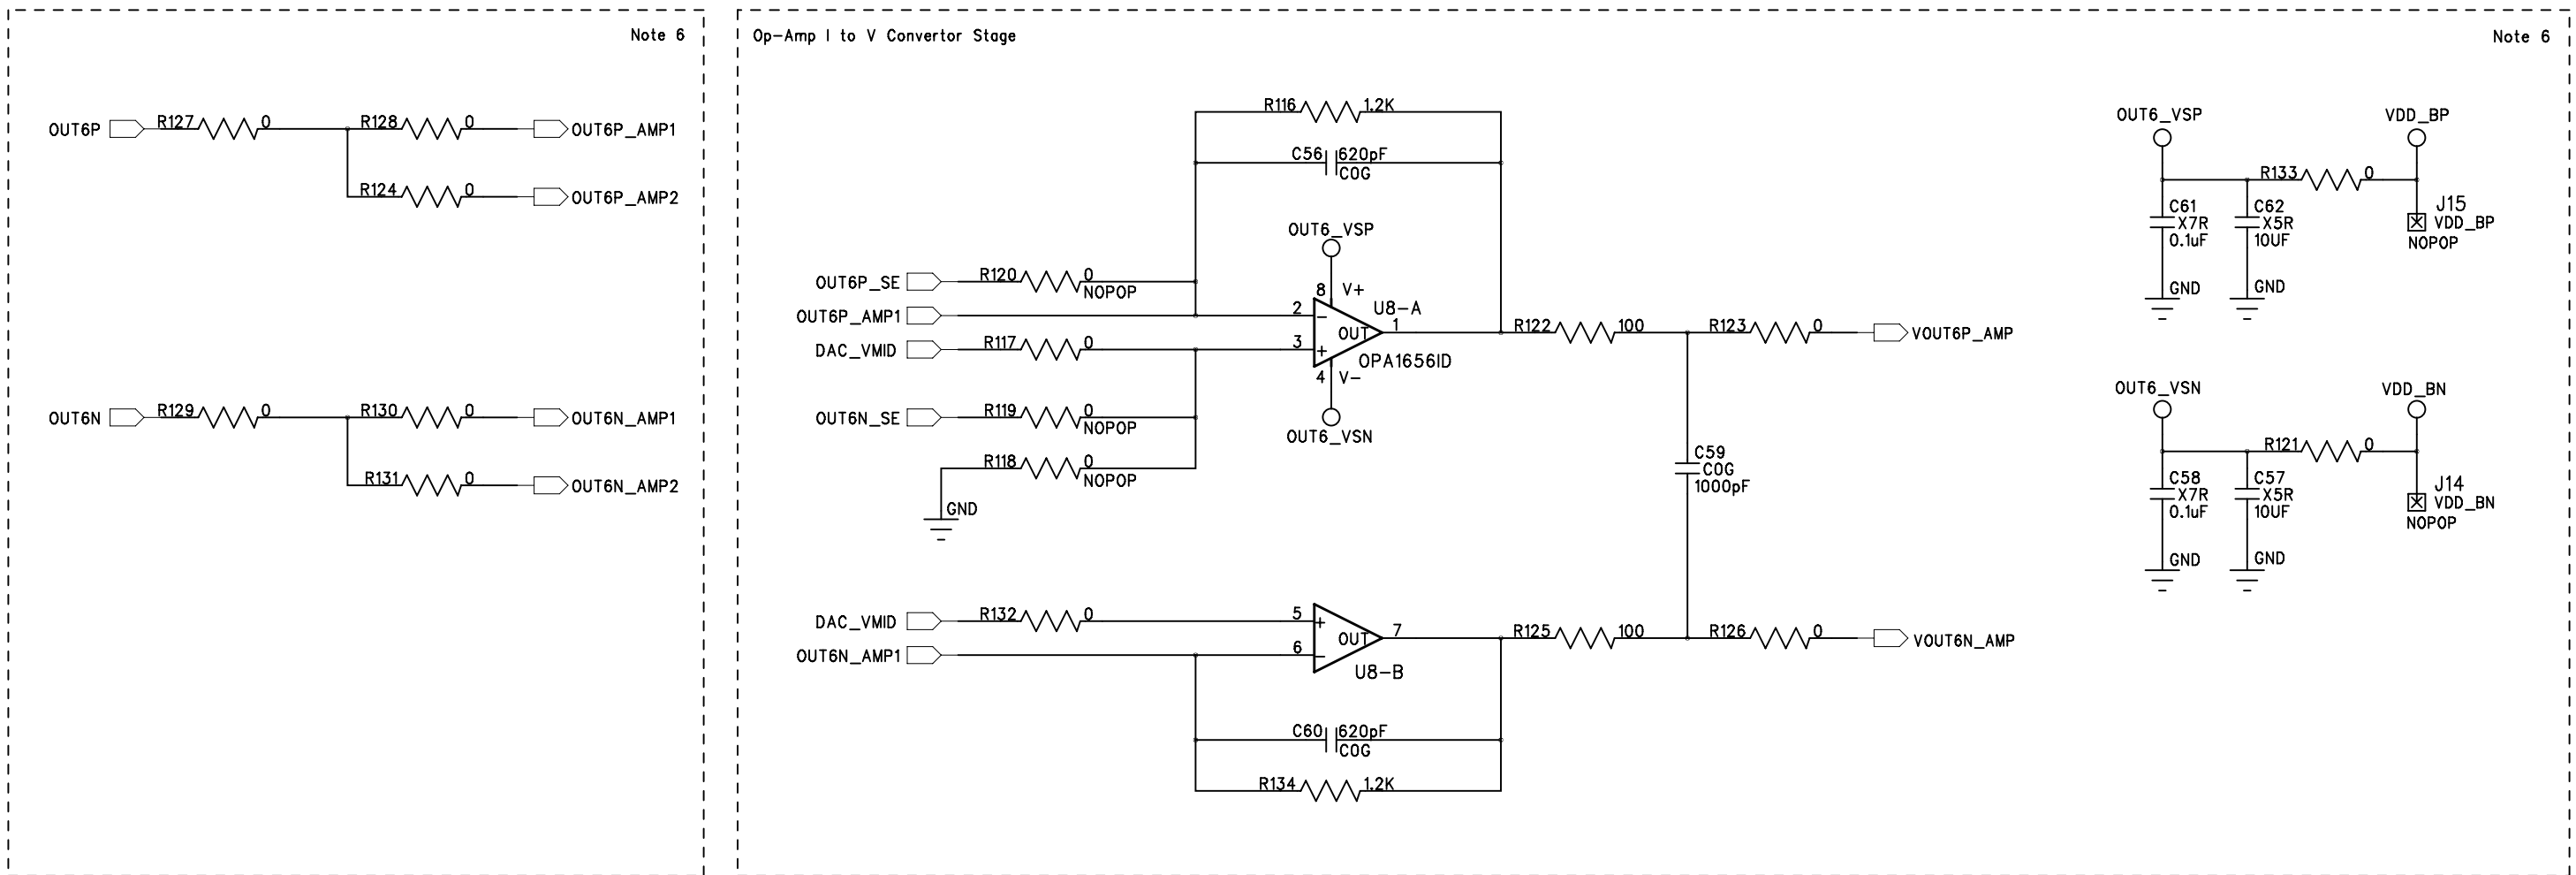 Note 6
OUT6P R127 0 R128 0 OUT6P_AMP1
R124 0 OUT6P_AMP2
OUT6N R129 0 R130 0 OUT6N_AMP1
R131 0 OUT6N_AMP2
Op-Amp I to V Convertor Stage
Note 6
R116 1.2K
C56 620pF
COG
OUT6_VSP
8 V+
OUT6P_SE R120 0
NOPOP
OUT6P_AMP1 2 -
U8-A
OUT 1
DAC_VMID R117 0 3 +
OPA1656ID
4 V-
OUT6_VSN
OUT6N_SE R119 0
NOPOP
R118 0
NOPOP
GND
R122 100 R123 0 VOUT6P_AMP
C59
COG
1000pF
DAC_VMID R132 0 5 +
OUT 7
OUT6N_AMP1 6 -
U8-B
R125 100 R126 0 VOUT6N_AMP
C60 620pF
COG
R134 1.2K
OUT6_VSP VDD_BP
R133 0
C61
X7R
0.1uF
GND
C62
X5R
10UF
GND
J15
VDD_BP
NOPOP
OUT6_VSN VDD_BN
R121 0
C58
X7R
0.1uF
GND
C57
X5R
10UF
GND
J14
VDD_BN
NOPOP